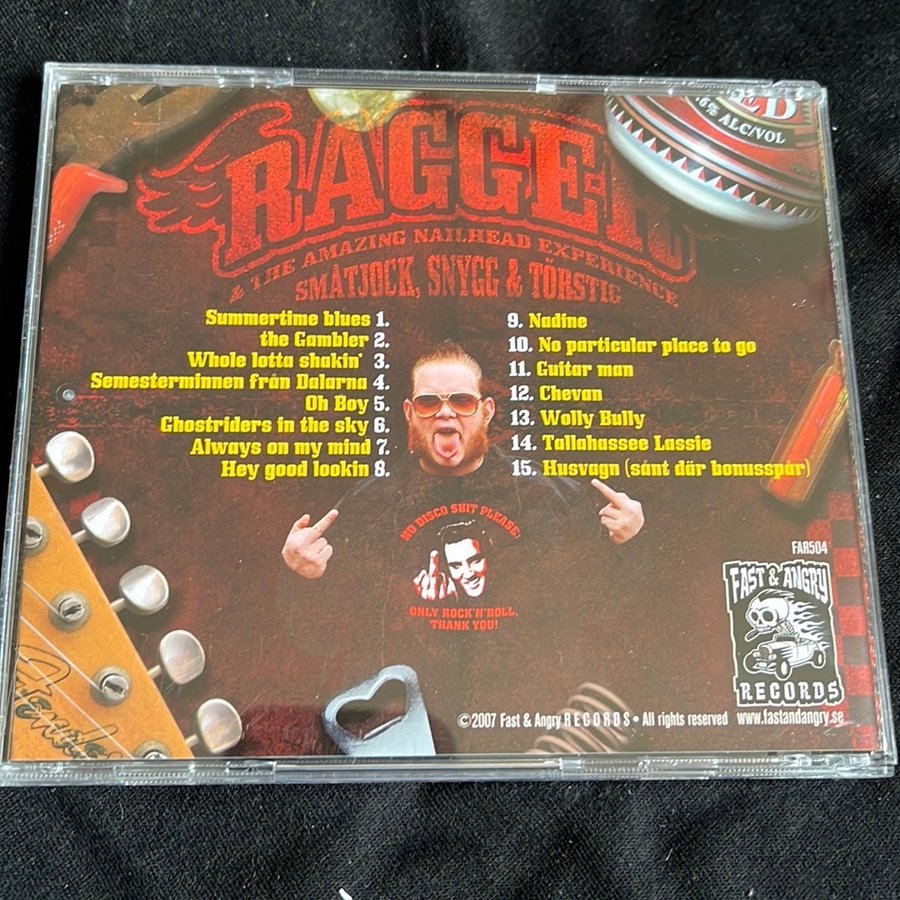 RAGGEN
& THE AMAZING NAILHEAD EXPERIENCE
SMÅTJOCK, SNYGG & TÖRSTIG
ED
6% ALC/VOL
Summertime blues 1.
the Gambler 2.
Whole lotta shakin' 3.
Semesterminnen från Dalarna 4.
Oh Boy 5.
Ghostriders in the sky 6.
Always on my mind 7.
Hey good lookin 8.
9. Nadine
10. No particular place to go
11. Guitar man
12. Chevan
13. Wolly Bully
14. Tallahassee Lassie
15. Husvagn (sånt där bonusspår)
NO DISCO SHIT PLEASE!
ONLY ROCK'N'ROLL.
THANK YOU!
FAR504
FAST & ANGRY
RECORDS
©2007 Fast & Angry RECORDS • All rights reserved
www.fastandangry.se